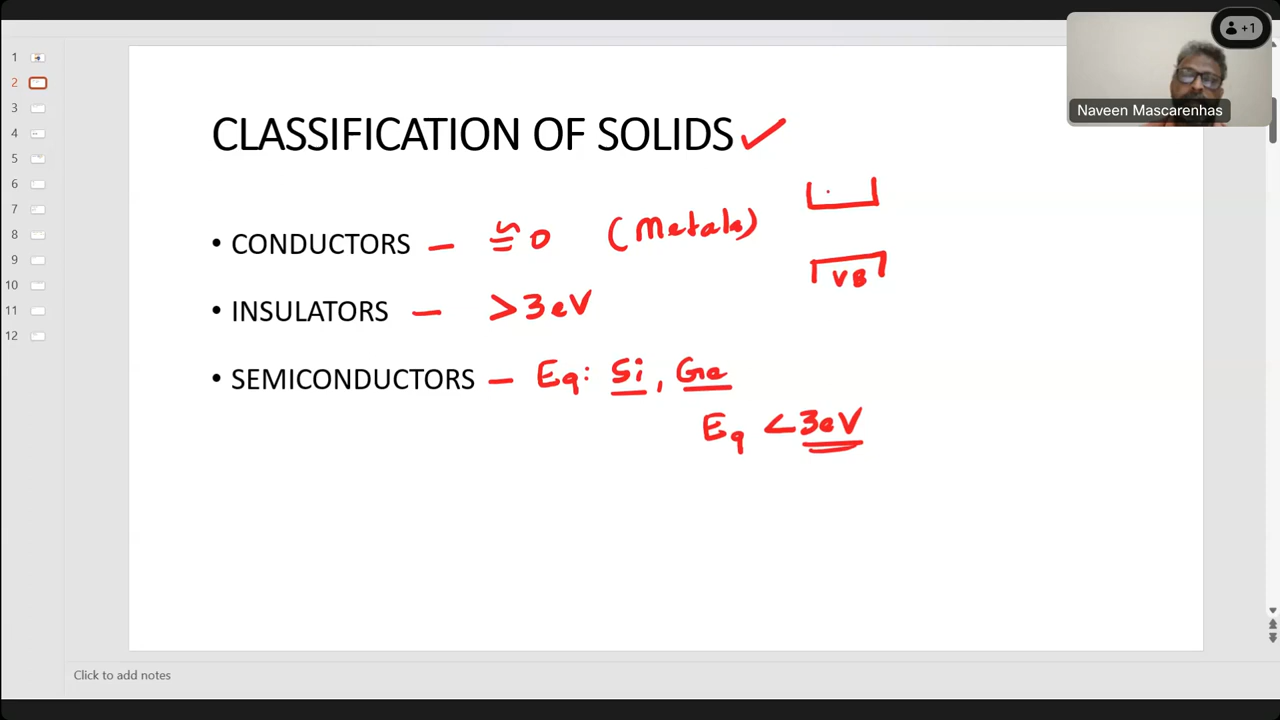 +1
Naveen Mascarenhas
1
2
3
4
5
6
7
8
9
10
11
12
CLASSIFICATION OF SOLIDS ✓
• CONDUCTORS – ≅ 0 (Metals)
VB
• INSULATORS – > 3eV
• SEMICONDUCTORS – Eg: Si, Ge
Eg < 3eV
Click to add notes